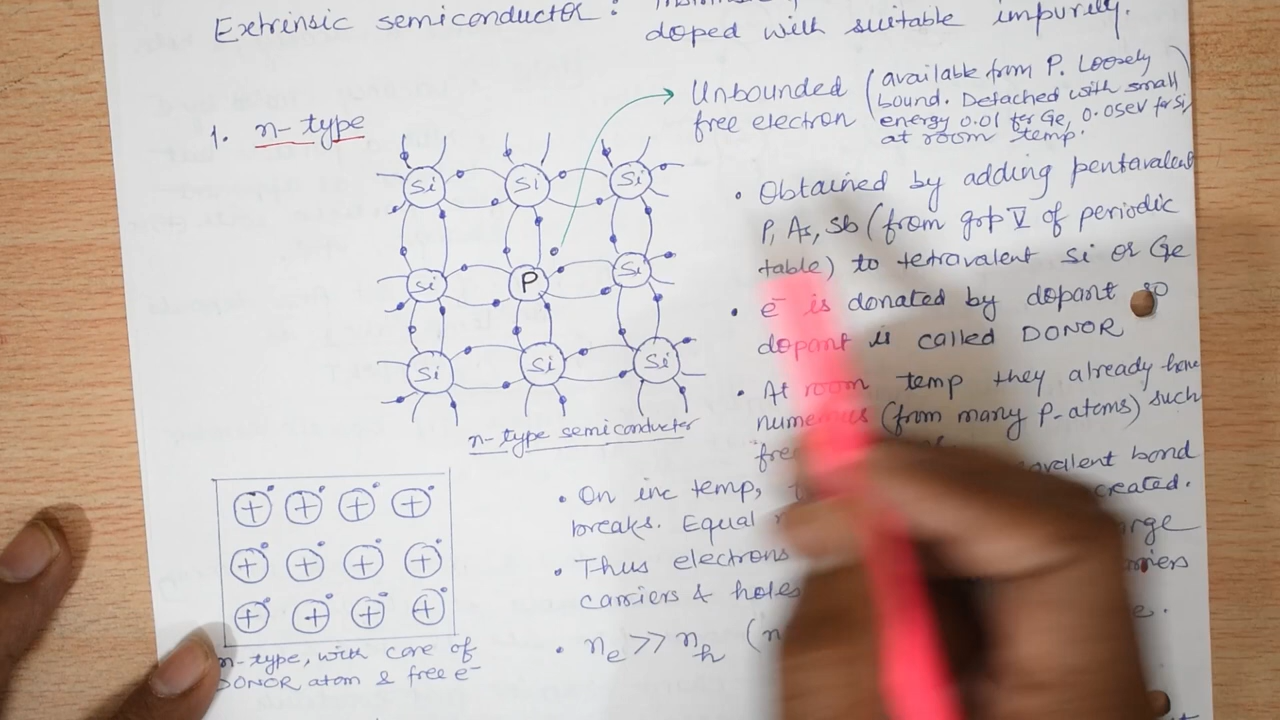 Extrinsic semiconductor :
doped with suitable impurity.
1. n-type
Unbounded
free electron
(available from P. Loosely
bound. Detached with small
energy 0.01 for Ge, 0.05eV for Si,
at room temp.
Si Si Si
Si P Si
Si Si Si
n-type semiconductor
• Obtained by adding pentavalent
P, As, Sb (from grp V of periodic
table) to tetravalent Si or Ge
• e⁻ is donated by dopant so
dopant is called DONOR
• At room temp they already have
numerous (from many P-atoms) such
free
• On inc temp, covalent bond
breaks. Equal created.
• Thus electrons
carriers & holes
• nₑ >> nₕ (n
+ + + +
+ + + +
+ + + +
n-type, with core of
DONOR atom & free e⁻